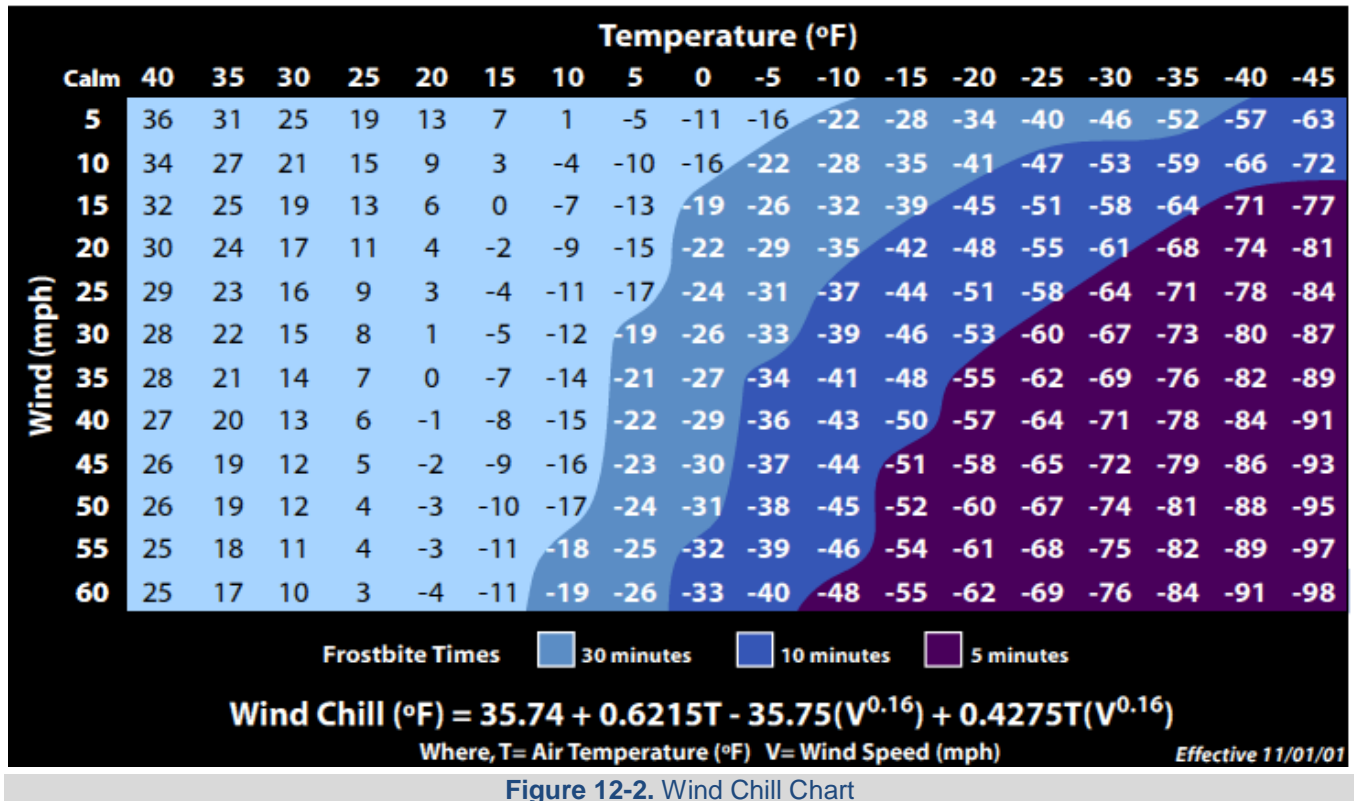 Temperature (ºF)
Calm 40 35 30 25 20 15 10 5 0 -5 -10 -15 -20 -25 -30 -35 -40 -45
Wind (mph)
5 36 31 25 19 13 7 1 -5 -11 -16 -22 -28 -34 -40 -46 -52 -57 -63
10 34 27 21 15 9 3 -4 -10 -16 -22 -28 -35 -41 -47 -53 -59 -66 -72
15 32 25 19 13 6 0 -7 -13 -19 -26 -32 -39 -45 -51 -58 -64 -71 -77
20 30 24 17 11 4 -2 -9 -15 -22 -29 -35 -42 -48 -55 -61 -68 -74 -81
25 29 23 16 9 3 -4 -11 -17 -24 -31 -37 -44 -51 -58 -64 -71 -78 -84
30 28 22 15 8 1 -5 -12 -19 -26 -33 -39 -46 -53 -60 -67 -73 -80 -87
35 28 21 14 7 0 -7 -14 -21 -27 -34 -41 -48 -55 -62 -69 -76 -82 -89
40 27 20 13 6 -1 -8 -15 -22 -29 -36 -43 -50 -57 -64 -71 -78 -84 -91
45 26 19 12 5 -2 -9 -16 -23 -30 -37 -44 -51 -58 -65 -72 -79 -86 -93
50 26 19 12 4 -3 -10 -17 -24 -31 -38 -45 -52 -60 -67 -74 -81 -88 -95
55 25 18 11 4 -3 -11 -18 -25 -32 -39 -46 -54 -61 -68 -75 -82 -89 -97
60 25 17 10 3 -4 -11 -19 -26 -33 -40 -48 -55 -62 -69 -76 -84 -91 -98
Frostbite Times 30 minutes 10 minutes 5 minutes
Wind Chill (ºF) = 35.74 + 0.6215T - 35.75(V^0.16) + 0.4275T(V^0.16)
Where, T= Air Temperature (ºF) V= Wind Speed (mph) Effective 11/01/01
Figure 12-2. Wind Chill Chart